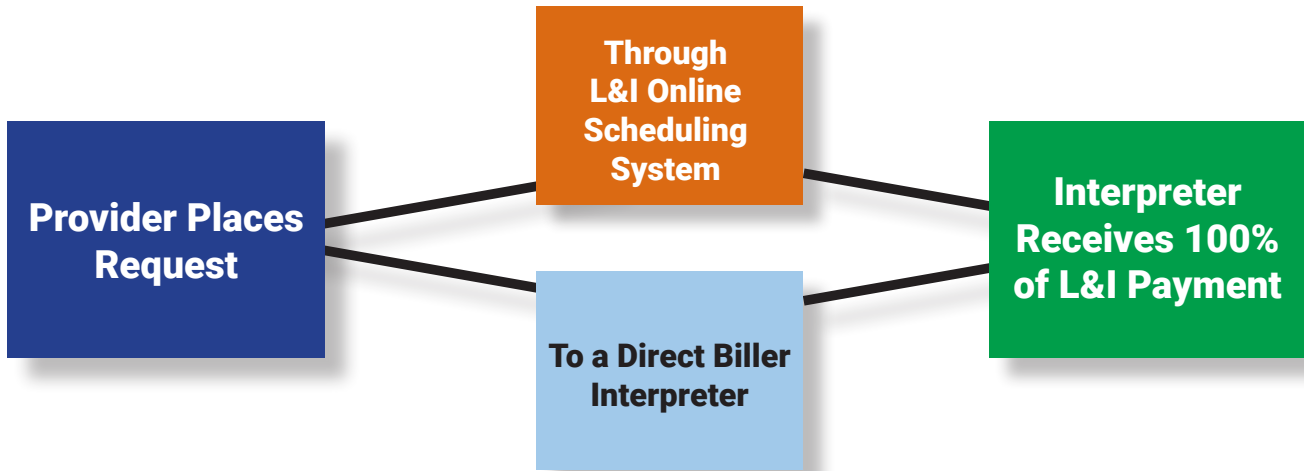 Provider Places
Request
Through
L&I Online
Scheduling
System
To a Direct Biller
Interpreter
Interpreter
Receives 100%
of L&I Payment